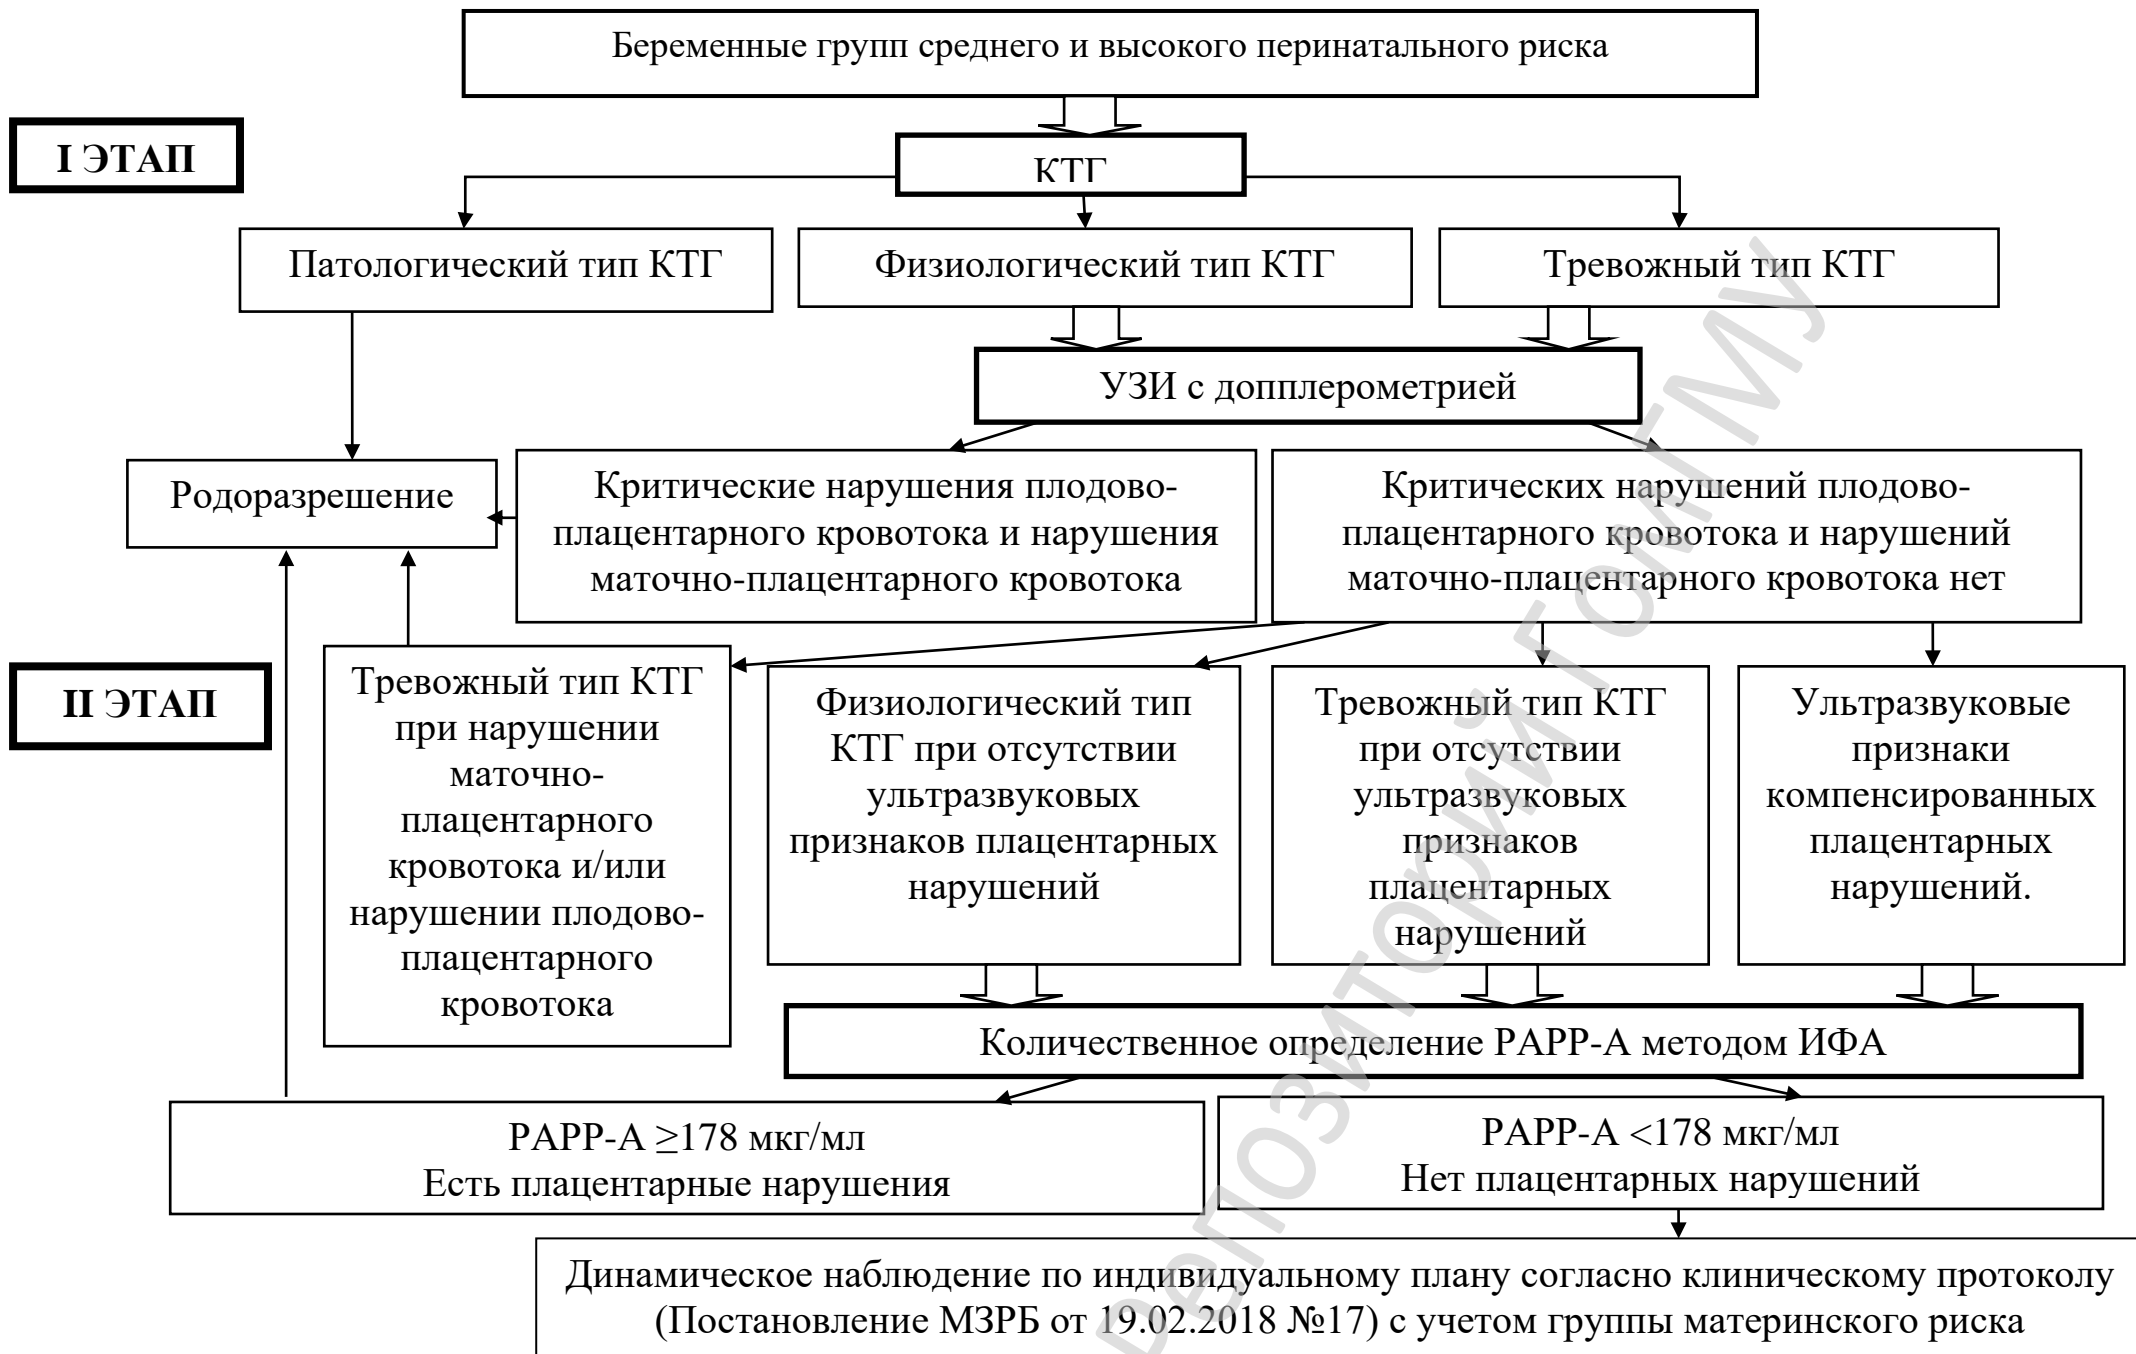 Беременные групп среднего и высокого перинатального риска
I ЭТАП
КТГ
Патологический тип КТГ
Физиологический тип КТГ
Тревожный тип КТГ
УЗИ с допплерометрией
Родоразрешение
Критические нарушения плодово-
плацентарного кровотока и нарушения
маточно-плацентарного кровотока
Критических нарушений плодово-
плацентарного кровотока и нарушений
маточно-плацентарного кровотока нет
II ЭТАП
Тревожный тип КТГ
при нарушении
маточно-
плацентарного
кровотока и/или
нарушении плодово-
плацентарного
кровотока
Физиологический тип
КТГ при отсутствии
ультразвуковых
признаков плацентарных
нарушений
Тревожный тип КТГ
при отсутствии
ультразвуковых
признаков
плацентарных
нарушений
Ультразвуковые
признаки
компенсированных
плацентарных
нарушений.
Количественное определение РАРР-А методом ИФА
РАРР-А ≥178 мкг/мл
Есть плацентарные нарушения
РАРР-А <178 мкг/мл
Нет плацентарных нарушений
Динамическое наблюдение по индивидуальному плану согласно клиническому протоколу
(Постановление МЗРБ от 19.02.2018 №17) с учетом группы материнского риска
Репозиторий ГомГМУ